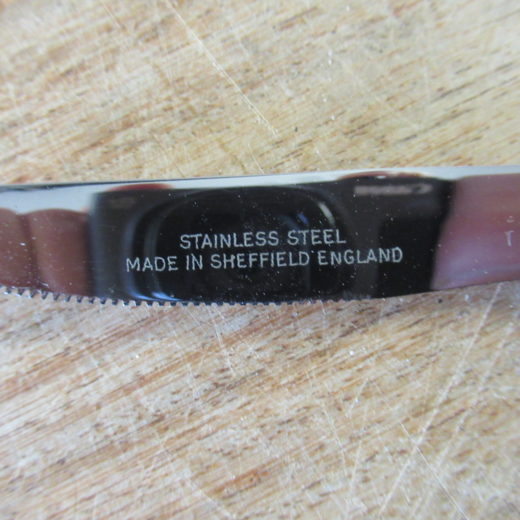 STAINLESS STEEL
MADE IN SHEFFIELD ENGLAND